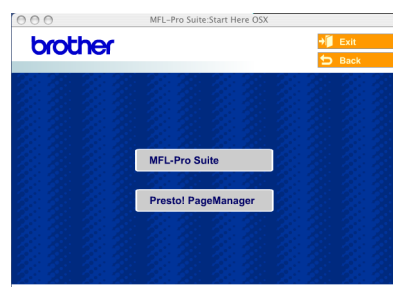 MFL-Pro Suite:Start Here OSX
brother
Exit
Back
MFL-Pro Suite
Presto! PageManager